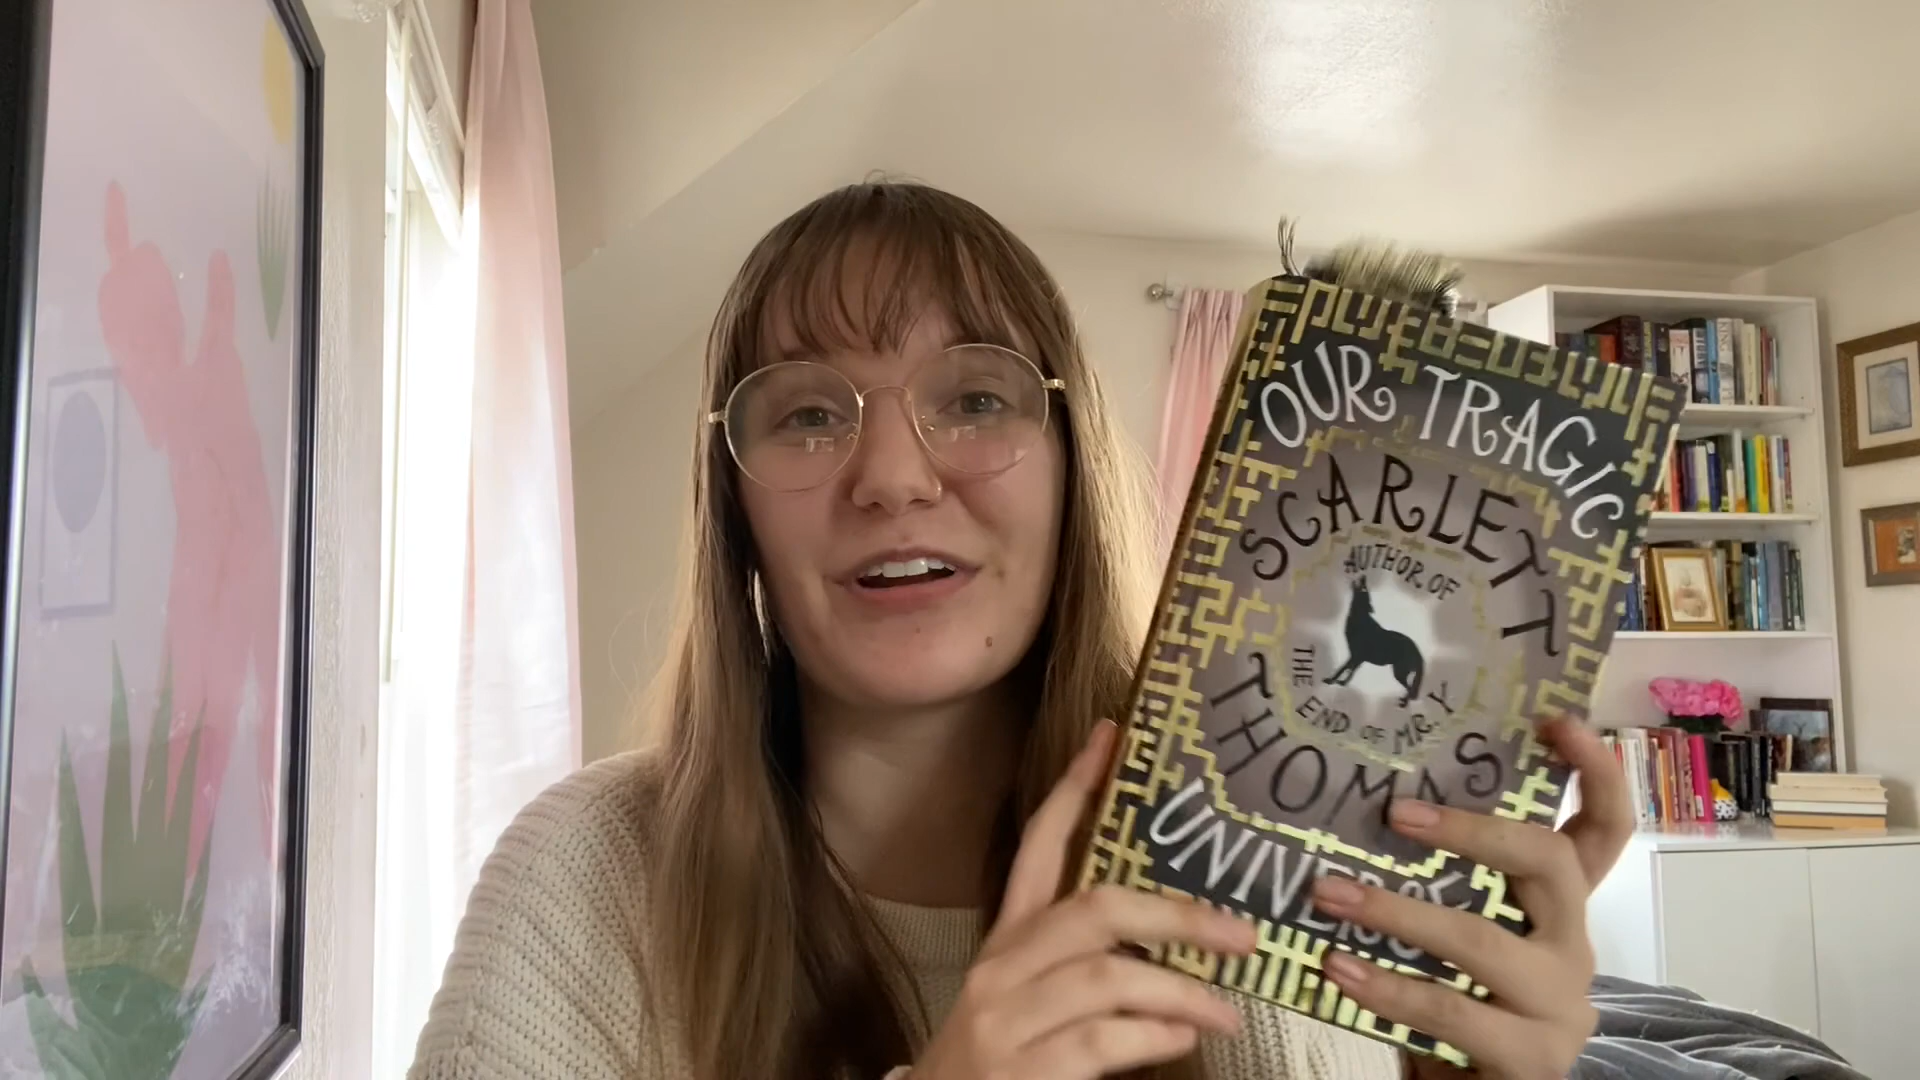 OUR TRAGIC
SCARLETT
AUTHOR OF
THE END OF MR. Y
THOMAS
UNIVERSE